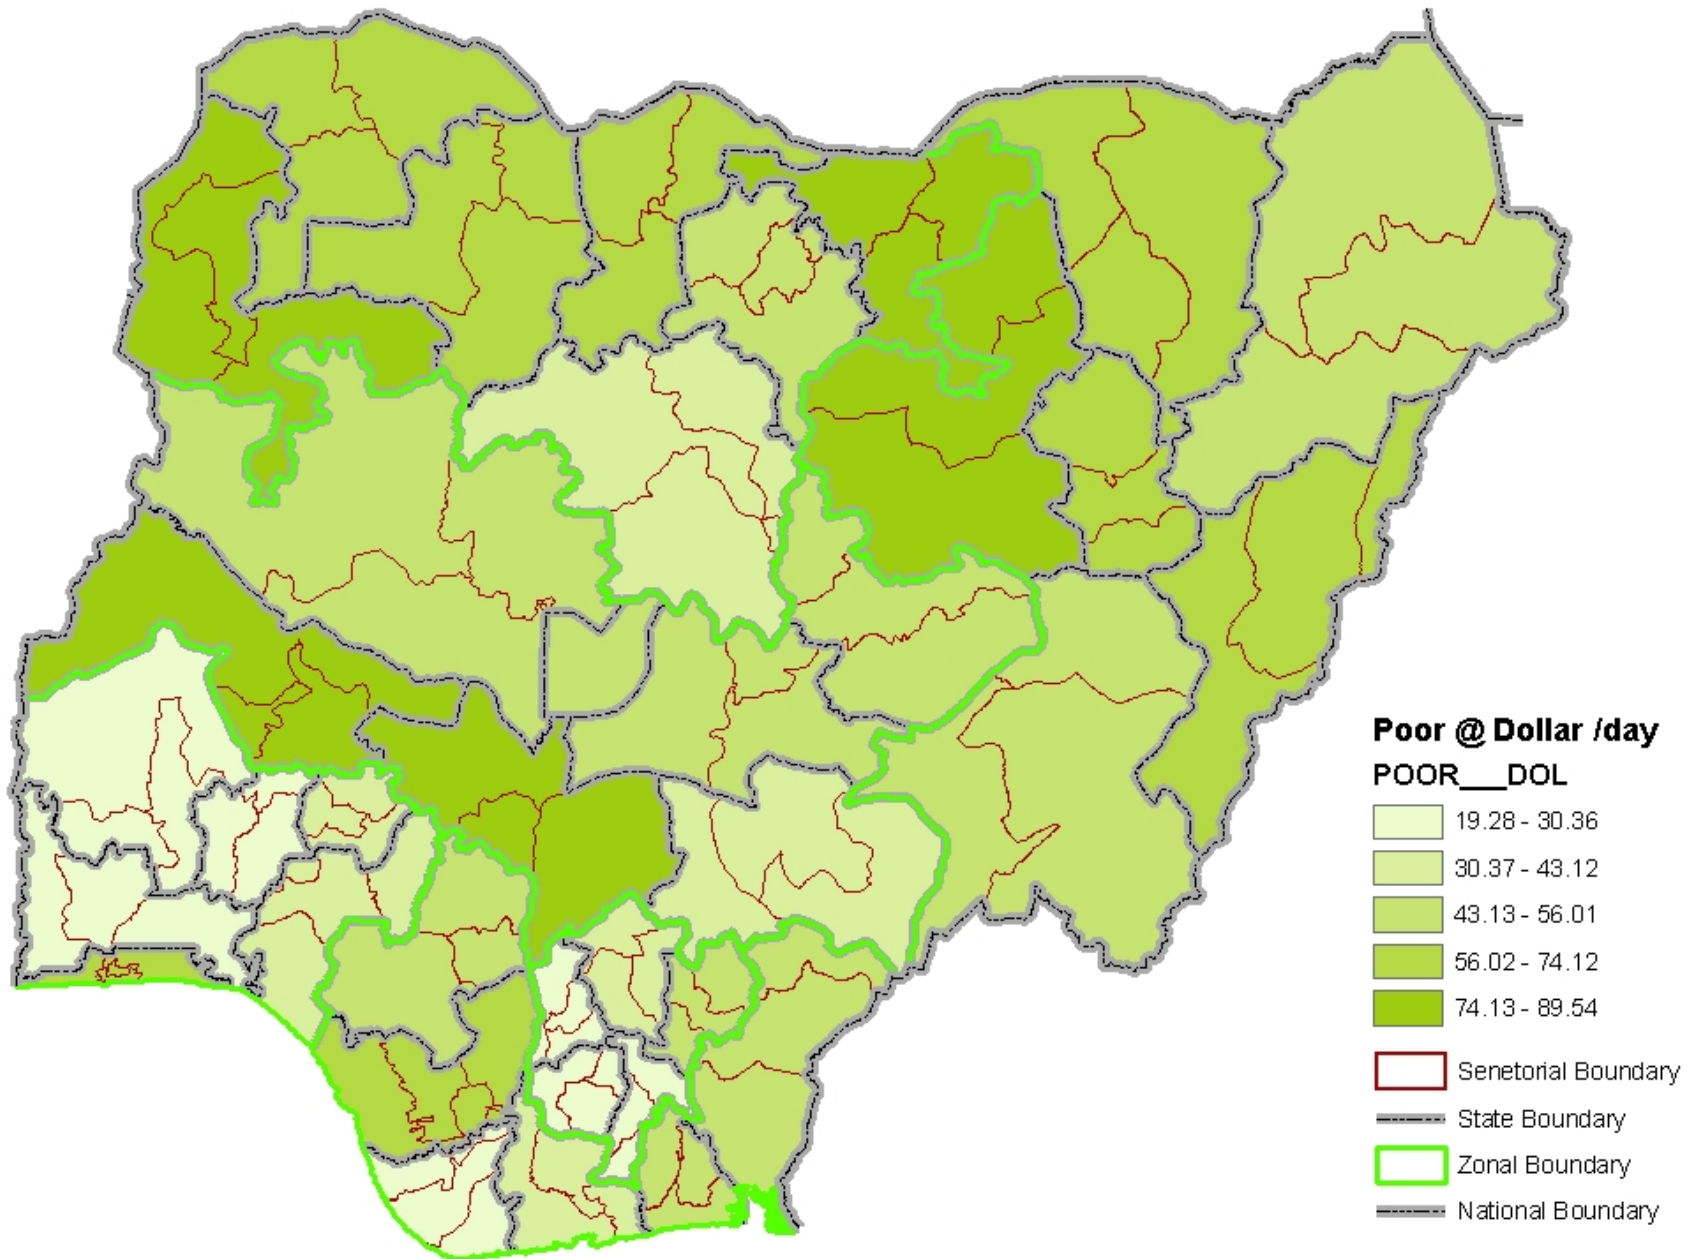 Poor @ Dollar /day
POOR___DOL
19.28 - 30.36
30.37 - 43.12
43.13 - 56.01
56.02 - 74.12
74.13 - 89.54
Senetorial Boundary
State Boundary
Zonal Boundary
National Boundary